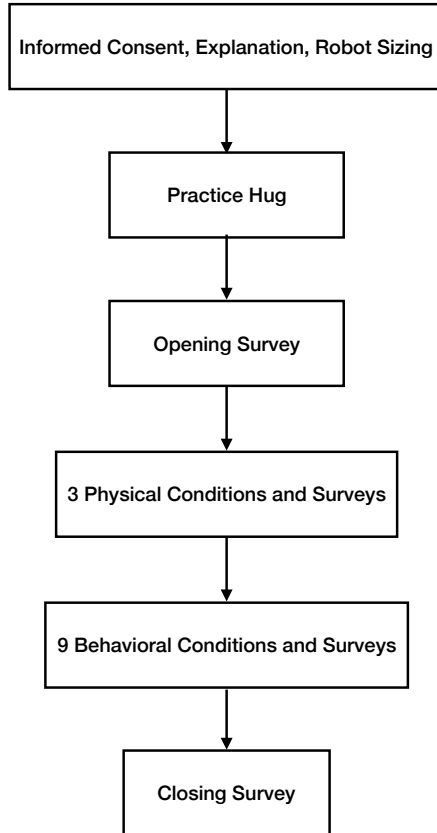 Informed Consent, Explanation, Robot Sizing
Practice Hug
Opening Survey
3 Physical Conditions and Surveys
9 Behavioral Conditions and Surveys
Closing Survey